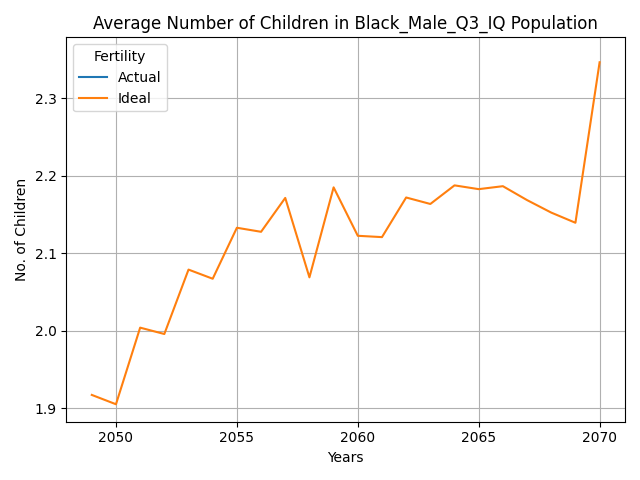 Average Number of Children in Black_Male_Q3_IQ Population
Fertility
Actual
Ideal
2.3
2.2
2.1
2.0
1.9
No. of Children
2050 2055 2060 2065 2070
Years